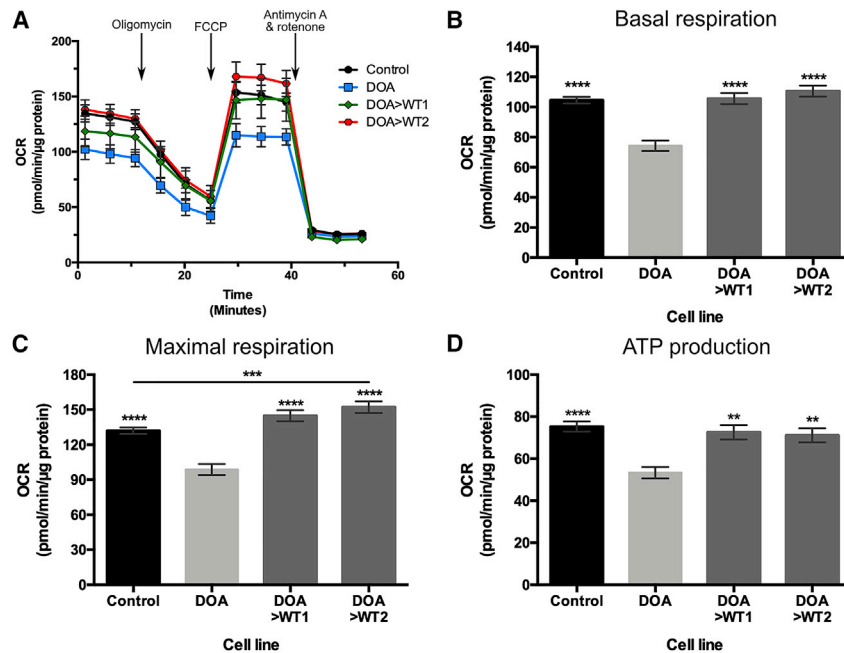 A
Oligomycin
FCCP
Antimycin A
& rotenone
OCR
(pmol/min/µg protein)
200
150
100
50
0
0
20
40
60
Time
(Minutes)
Control
DOA
DOA>WT1
DOA>WT2
B
Basal respiration
OCR
(pmol/min/µg protein)
140
120
100
80
60
40
20
0
****
****
****
Control
DOA
DOA
>WT1
DOA
>WT2
Cell line
C
Maximal respiration
OCR
(pmol/min/µg protein)
180
150
120
90
60
30
0
***
****
****
****
Control
DOA
DOA
>WT1
DOA
>WT2
Cell line
D
ATP production
OCR
(pmol/min/µg protein)
100
80
60
40
20
0
****
**
**
Control
DOA
DOA
>WT1
DOA
>WT2
Cell line